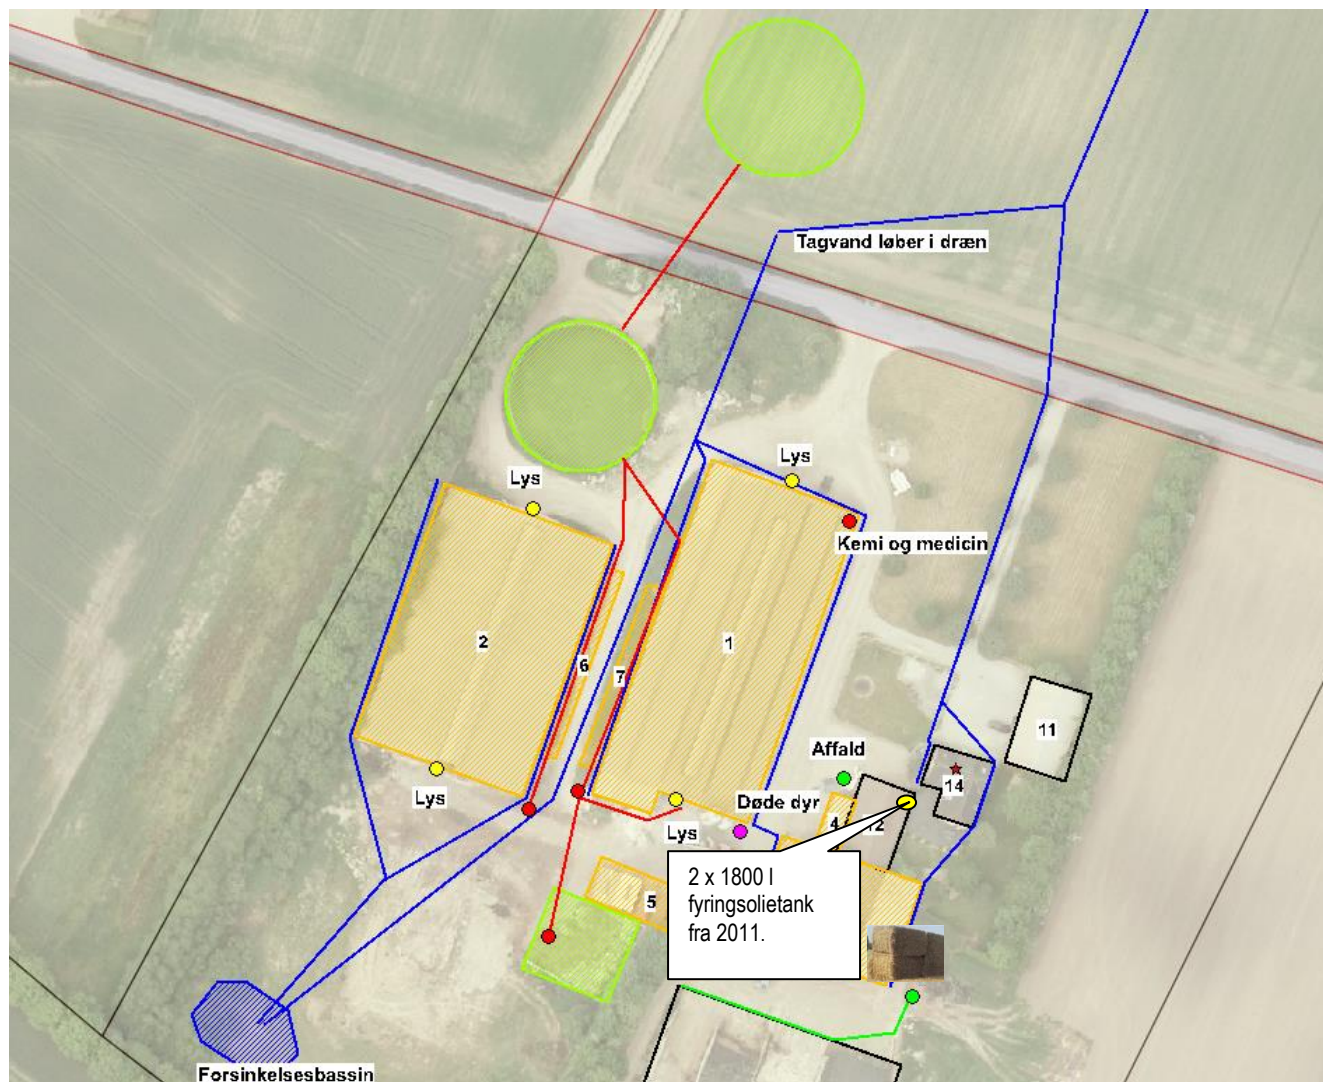 Tagvand løber i dræn
Lys
Lys
Kemi og medicin
2
1
6
7
11
Affald
14
Lys
Døde dyr
4
Lys
2 x 1800 l
fyringsolietank
fra 2011.
5
Forsinkelsesbassin